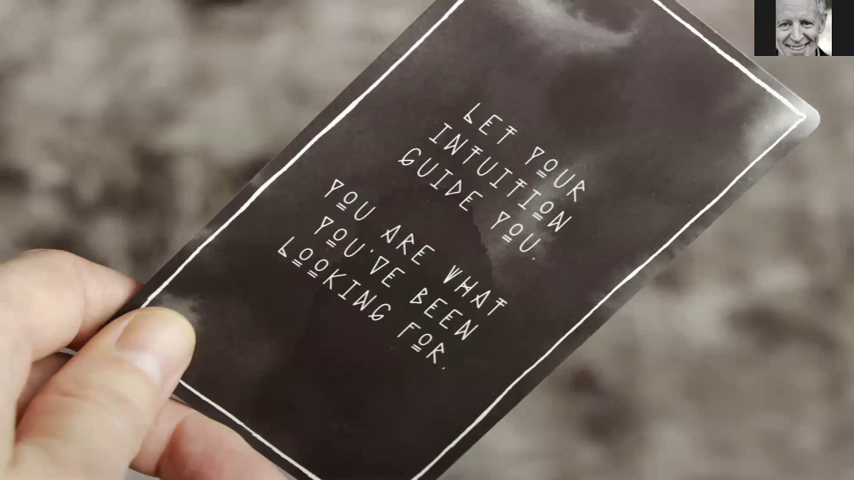 LET YOUR
INTUITION
GUIDE YOU.
YOU ARE WHAT
YOU'VE BEEN
LOOKING FOR.